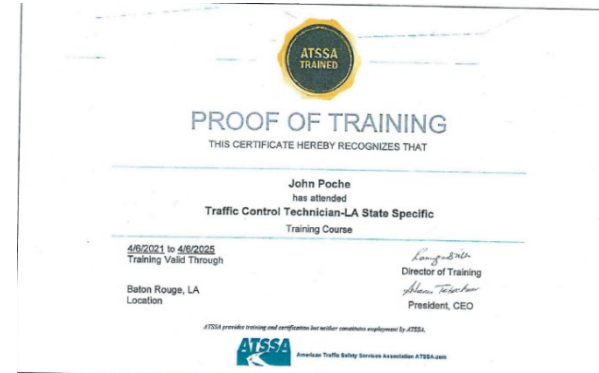 ATSSA
TRAINED
PROOF OF TRAINING
THIS CERTIFICATE HEREBY RECOGNIZES THAT
John Poche
has attended
Traffic Control Technician-LA State Specific
Training Course
4/6/2021 to 4/6/2025
Training Valid Through
Director of Training
Baton Rouge, LA
Location
President, CEO
ATSSA provides training and certification but neither constitutes employment by ATSSA.
ATSSA
American Traffic Safety Services Association ATSSA.com